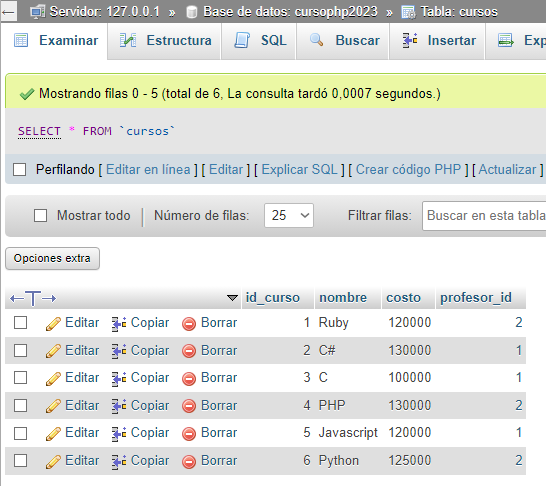 Servidor: 127.0.0.1 » Base de datos: cursophp2023 » Tabla: cursos
Examinar Estructura SQL Buscar Insertar Exp
Mostrando filas 0 - 5 (total de 6, La consulta tardó 0,0007 segundos.)
SELECT * FROM `cursos`
Perfilando [ Editar en línea ] [ Editar ] [ Explicar SQL ] [ Crear código PHP ] [ Actualizar ]
Mostrar todo | Número de filas: 25 Filtrar filas: Buscar en esta tabla
Opciones extra
←T→ id_curso nombre costo profesor_id
Editar Copiar Borrar 1 Ruby 120000 2
Editar Copiar Borrar 2 C# 130000 1
Editar Copiar Borrar 3 C 100000 1
Editar Copiar Borrar 4 PHP 130000 2
Editar Copiar Borrar 5 Javascript 120000 1
Editar Copiar Borrar 6 Python 125000 2